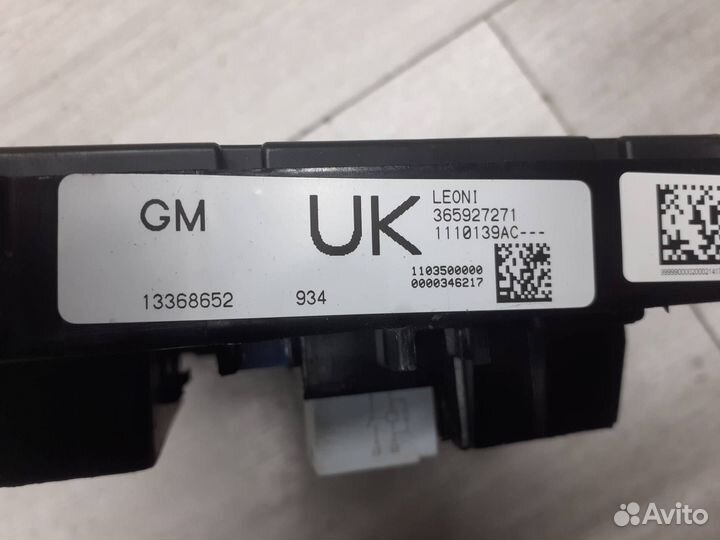 GM
UK
LEONI
365927271
1110139AC---
1103500000
0000346217
13368652
934
Avito